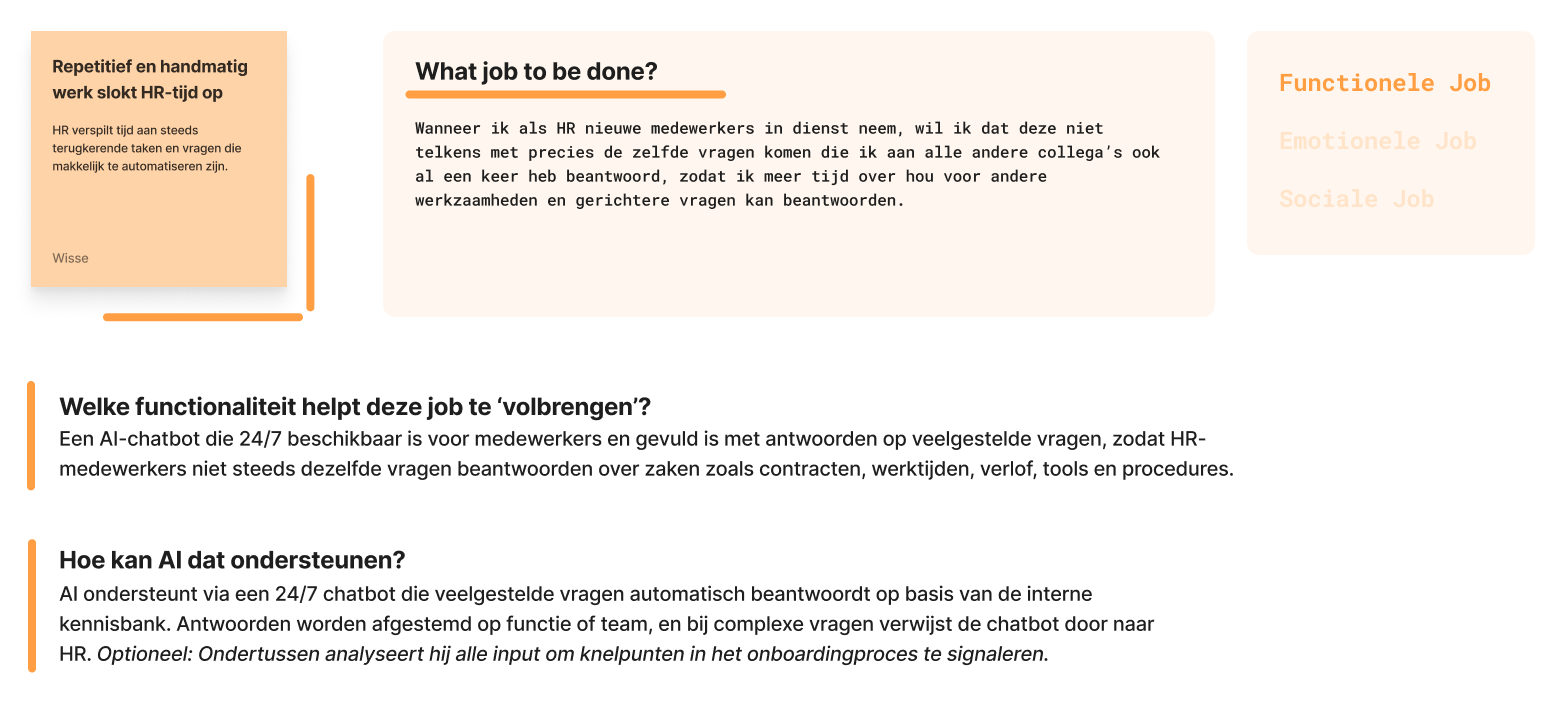 Repetitief en handmatig
werk slokt HR-tijd op
HR verspilt tijd aan steeds
terugkerende taken en vragen die
makkelijk te automatiseren zijn.
Wisse
What job to be done?
Wanneer ik als HR nieuwe medewerkers in dienst neem, wil ik dat deze niet
telkens met precies de zelfde vragen komen die ik aan alle andere collega’s ook
al een keer heb beantwoord, zodat ik meer tijd over hou voor andere
werkzaamheden en gerichtere vragen kan beantwoorden.
Functionele Job
Emotionele Job
Sociale Job
Welke functionaliteit helpt deze job te ‘volbrengen’?
Een AI-chatbot die 24/7 beschikbaar is voor medewerkers en gevuld is met antwoorden op veelgestelde vragen, zodat HR-
medewerkers niet steeds dezelfde vragen beantwoorden over zaken zoals contracten, werktijden, verlof, tools en procedures.
Hoe kan AI dat ondersteunen?
AI ondersteunt via een 24/7 chatbot die veelgestelde vragen automatisch beantwoordt op basis van de interne
kennisbank. Antwoorden worden afgestemd op functie of team, en bij complexe vragen verwijst de chatbot door naar
HR. Optioneel: Ondertussen analyseert hij alle input om knelpunten in het onboardingproces te signaleren.